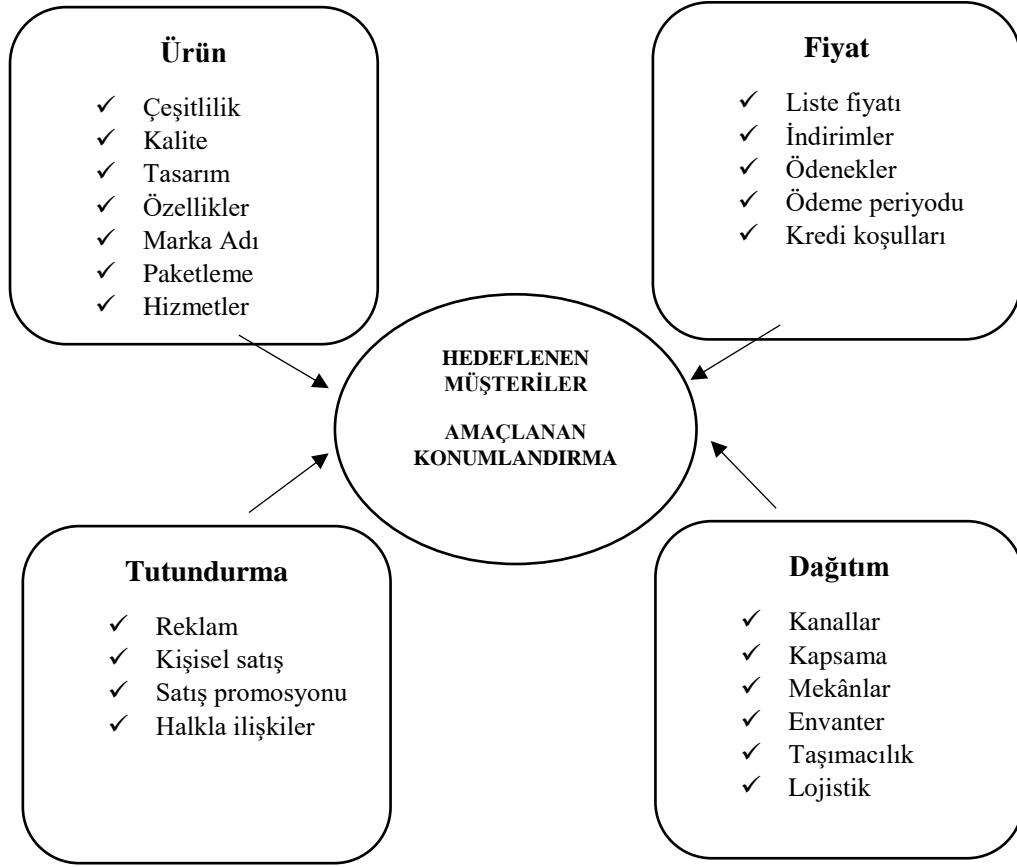 Ürün
Çeşitlilik
Kalite
Tasarım
Özellikler
Marka Adı
Paketleme
Hizmetler
Fiyat
Liste fiyatı
İndirimler
Ödenekler
Ödeme periyodu
Kredi koşulları
HEDEFLENEN
MÜŞTERİLER
AMAÇLANAN
KONUMLANDIRMA
Tutundurma
Reklam
Kişisel satış
Satış promosyonu
Halkla ilişkiler
Dağıtım
Kanallar
Kapsama
Mekânlar
Envanter
Taşımacılık
Lojistik